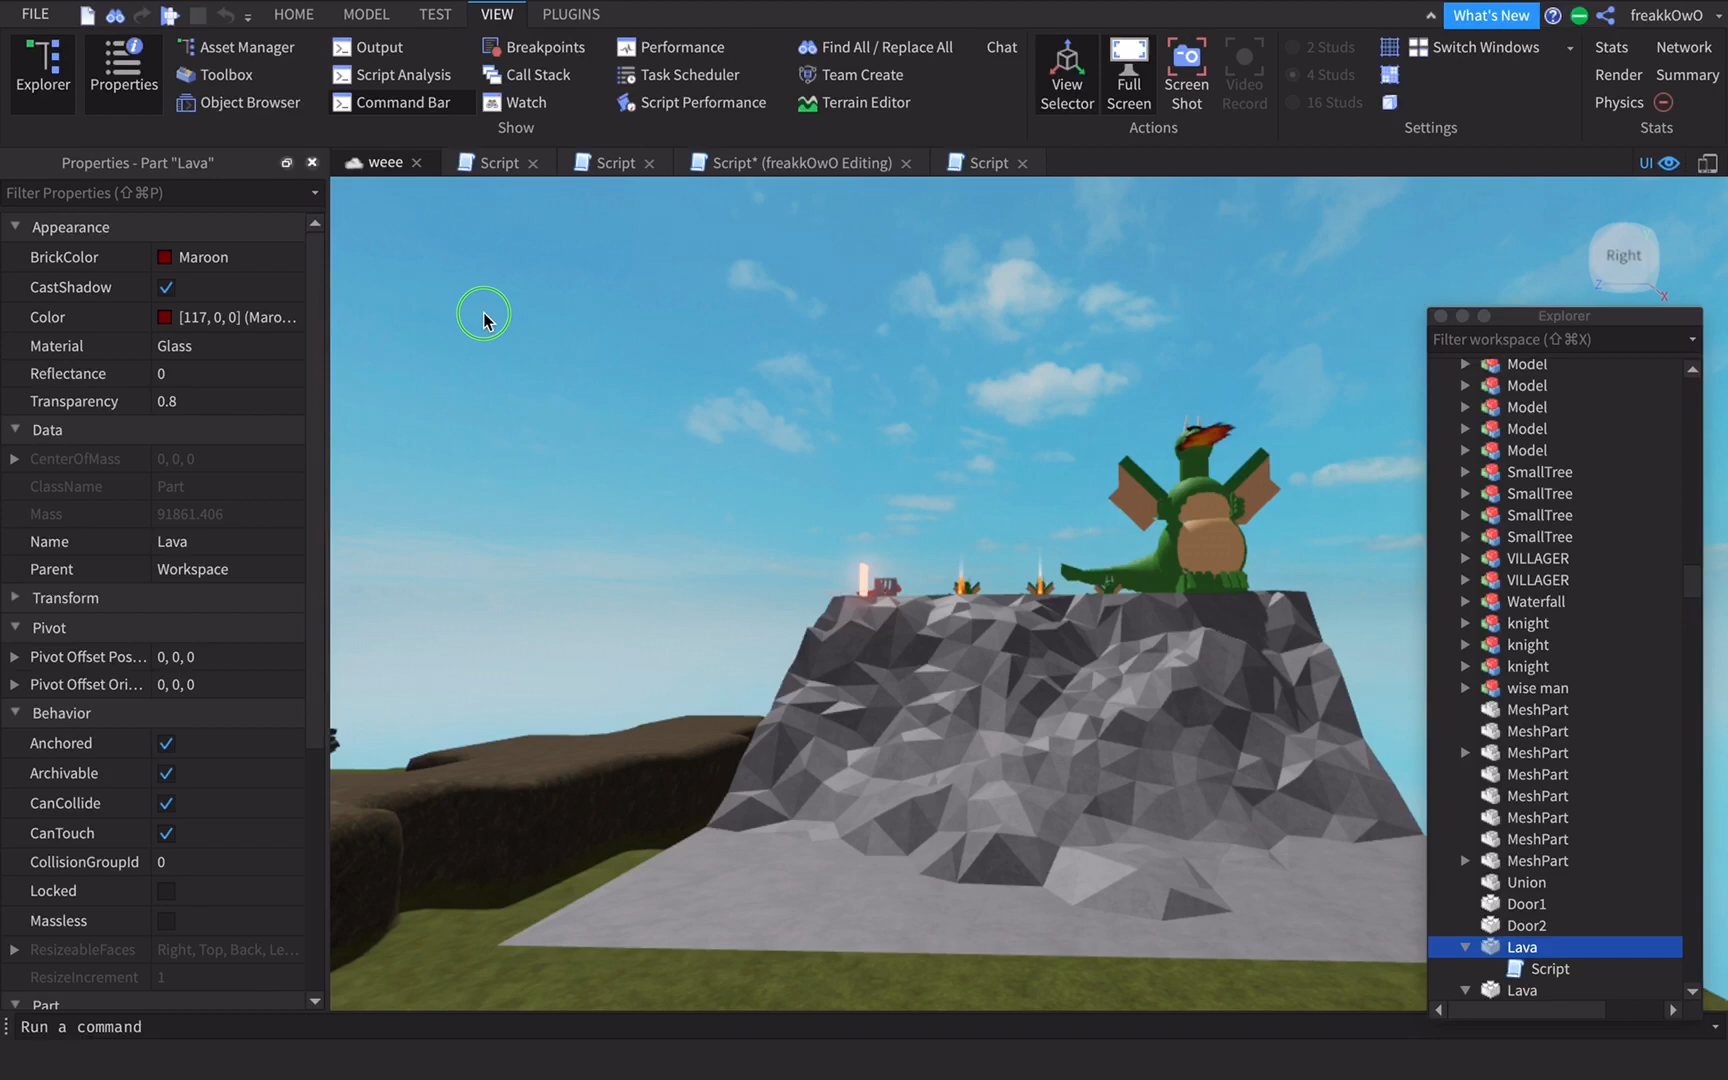 FILE HOME MODEL TEST VIEW PLUGINS What's New freakkOwO
Explorer
Properties
Asset Manager
Toolbox
Object Browser
Output
Script Analysis
Command Bar
Breakpoints
Call Stack
Watch
Performance
Task Scheduler
Script Performance
Find All / Replace All
Team Create
Terrain Editor
Chat
Show
View
Selector
Full
Screen
Screen
Shot
Video
Record
Actions
2 Studs
4 Studs
16 Studs
Switch Windows
Settings
Stats Network
Render Summary
Physics
Stats
Properties - Part "Lava"
weee Script Script Script* (freakkOwO Editing) Script UI
Filter Properties (⇧⌘P)
Appearance
BrickColor Maroon
CastShadow
Color [117, 0, 0] (Maro...
Material Glass
Reflectance 0
Transparency 0.8
Data
CenterOfMass 0, 0, 0
ClassName Part
Mass 91861.406
Name Lava
Parent Workspace
Transform
Pivot
Pivot Offset Pos... 0, 0, 0
Pivot Offset Ori... 0, 0, 0
Behavior
Anchored
Archivable
CanCollide
CanTouch
CollisionGroupId 0
Locked
Massless
ResizeableFaces Right, Top, Back, Le...
ResizeIncrement 1
Part
Right
Y
Z
X
Explorer
Filter workspace (⇧⌘X)
Model
Model
Model
Model
Model
SmallTree
SmallTree
SmallTree
SmallTree
VILLAGER
VILLAGER
Waterfall
knight
knight
knight
wise man
MeshPart
MeshPart
MeshPart
MeshPart
MeshPart
MeshPart
MeshPart
MeshPart
Union
Door1
Door2
Lava
Script
Lava
Run a command